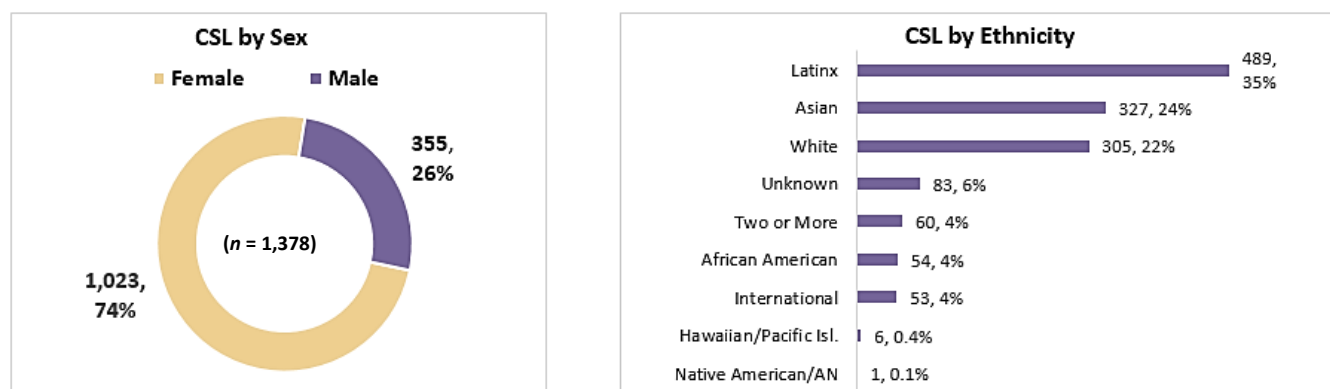 CSL by Sex
Female Male
355,
26%
(n = 1,378)
1,023,
74%
CSL by Ethnicity
Latinx 489,
35%
Asian 327, 24%
White 305, 22%
Unknown 83, 6%
Two or More 60, 4%
African American 54, 4%
International 53, 4%
Hawaiian/Pacific Isl. 6, 0.4%
Native American/AN 1, 0.1%